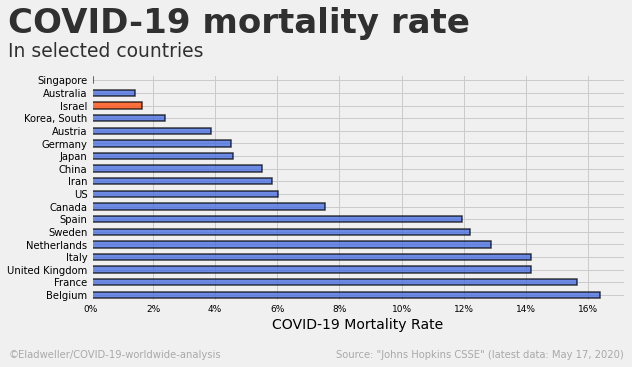 COVID-19 mortality rate
In selected countries
Singapore
Australia
Israel
Korea, South
Austria
Germany
Japan
China
Iran
US
Canada
Spain
Sweden
Netherlands
Italy
United Kingdom
France
Belgium
0% 2% 4% 6% 8% 10% 12% 14% 16%
COVID-19 Mortality Rate
©Eladweller/COVID-19-worldwide-analysis Source: "Johns Hopkins CSSE" (latest data: May 17, 2020)